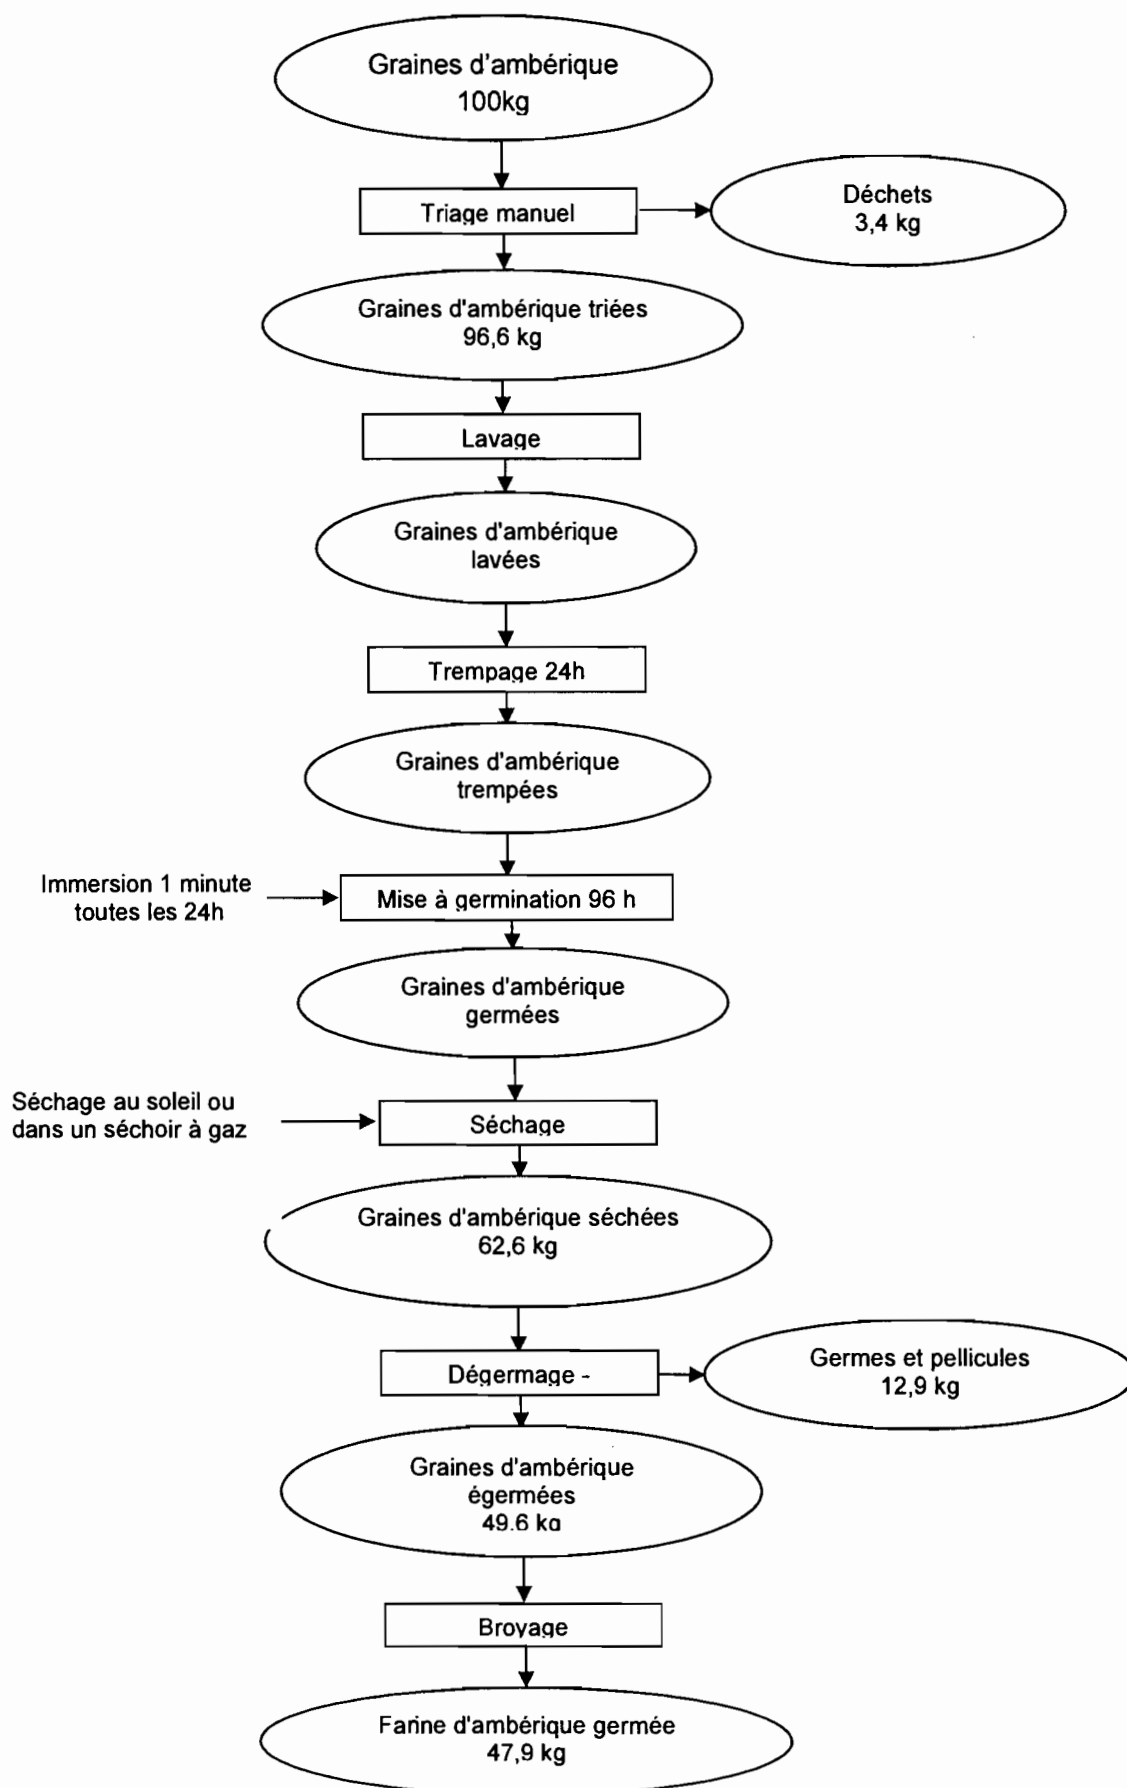 Graines d'ambérique
100kg
Triage manuel
Déchets
3,4 kg
Graines d'ambérique triées
96,6 kg
Lavage
Graines d'ambérique
lavées
Trempage 24h
Graines d'ambérique
trempées
Immersion 1 minute
toutes les 24h
Mise à germination 96 h
Graines d'ambérique
germées
Séchage au soleil ou
dans un séchoir à gaz
Séchage
Graines d'ambérique séchées
62,6 kg
Dégermage -
Germes et pellicules
12,9 kg
Graines d'ambérique
égermées
49.6 kg
Broyage
Farine d'ambérique germée
47,9 kg